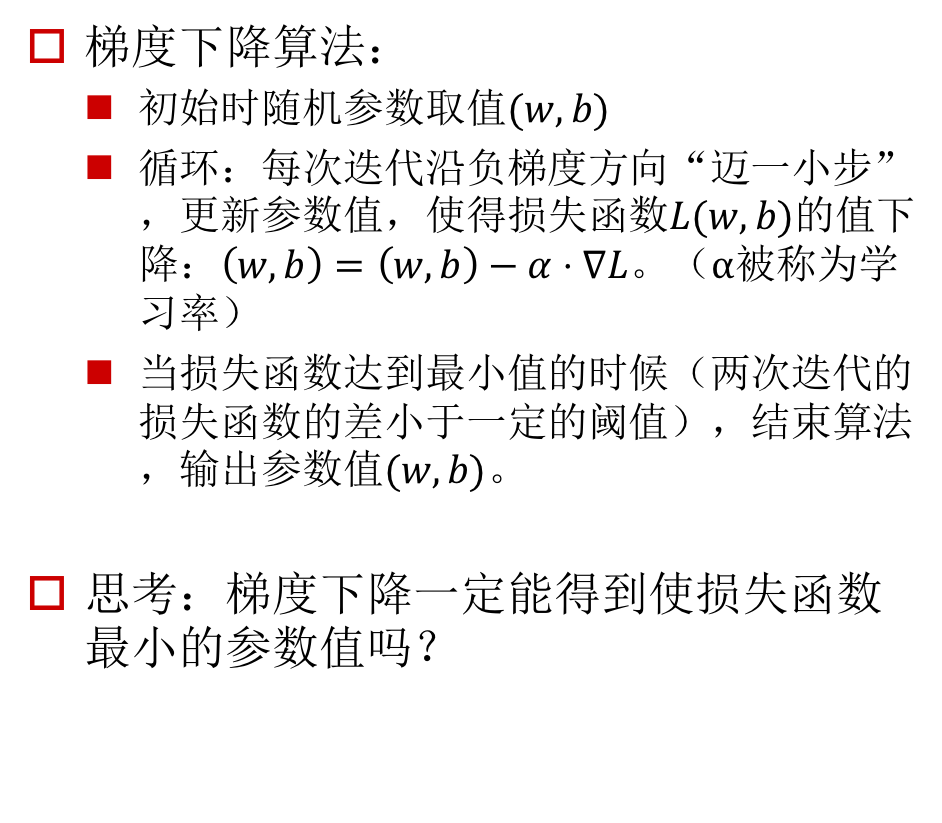 梯度下降算法：
初始时随机参数取值(w, b)
循环：每次迭代沿负梯度方向“迈一小步”
，更新参数值，使得损失函数L(w, b)的值下
降：(w, b) = (w, b) − α · ∇L。（α被称为学
习率）
当损失函数达到最小值的时候（两次迭代的
损失函数的差小于一定的阈值），结束算法
，输出参数值(w, b)。
思考：梯度下降一定能得到使损失函数
最小的参数值吗？